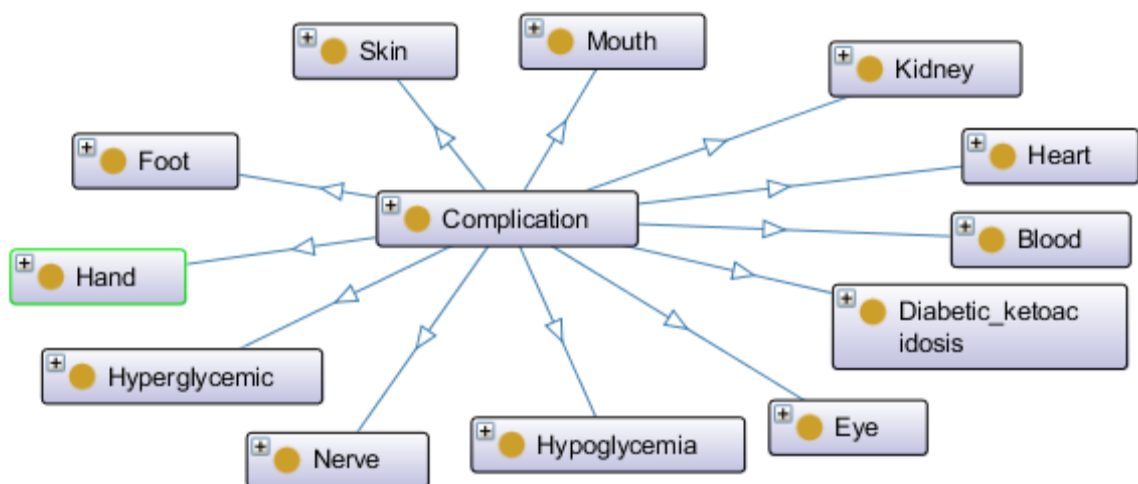 Skin
Mouth
Kidney
Foot
Heart
Complication
Blood
Hand
Diabetic_ketoac
idosis
Hyperglycemic
Eye
Hypoglycemia
Nerve